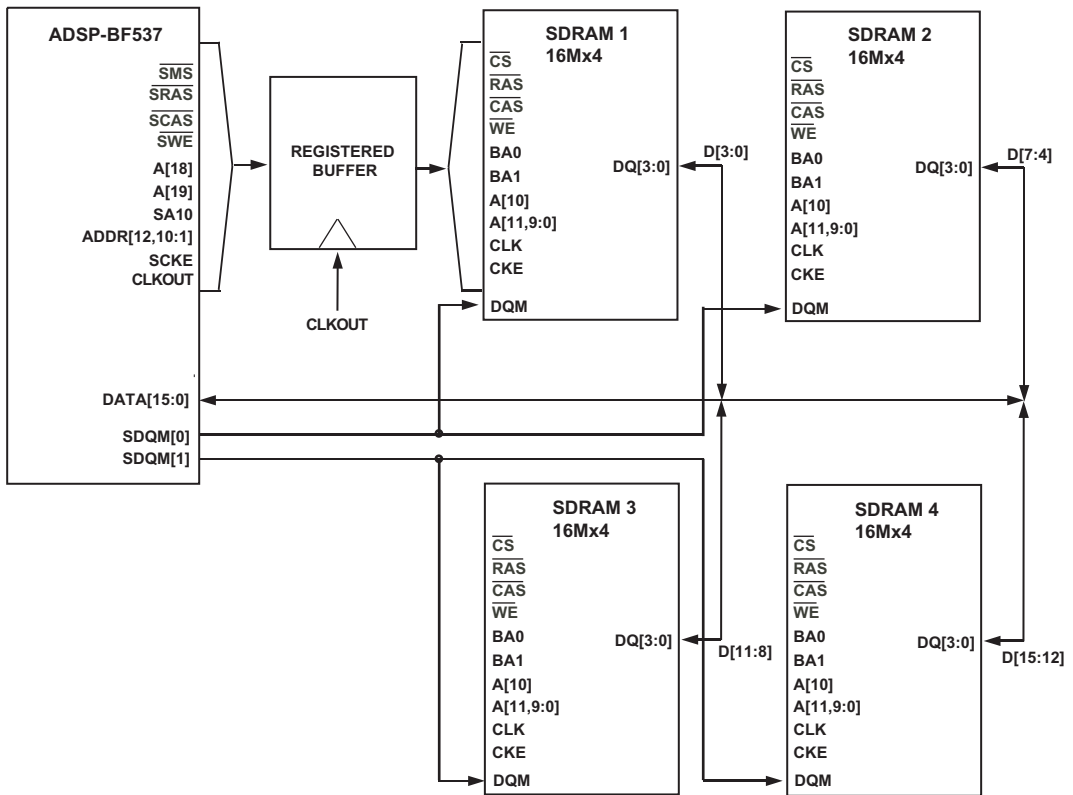 ADSP-BF537
SMS
SRAS
SCAS
SWE
A[18]
A[19]
SA10
ADDR[12,10:1]
SCKE
CLKOUT
DATA[15:0]
SDQM[0]
SDQM[1]
REGISTERED
BUFFER
CLKOUT
SDRAM 1
16Mx4
CS
RAS
CAS
WE
BA0
BA1
A[10]
A[11,9:0]
CLK
CKE
DQM
DQ[3:0]
D[3:0]
SDRAM 2
16Mx4
CS
RAS
CAS
WE
BA0
BA1
A[10]
A[11,9:0]
CLK
CKE
DQM
DQ[3:0]
D[7:4]
SDRAM 3
16Mx4
CS
RAS
CAS
WE
BA0
BA1
A[10]
A[11,9:0]
CLK
CKE
DQM
DQ[3:0]
D[11:8]
SDRAM 4
16Mx4
CS
RAS
CAS
WE
BA0
BA1
A[10]
A[11,9:0]
CLK
CKE
DQM
DQ[3:0]
D[15:12]